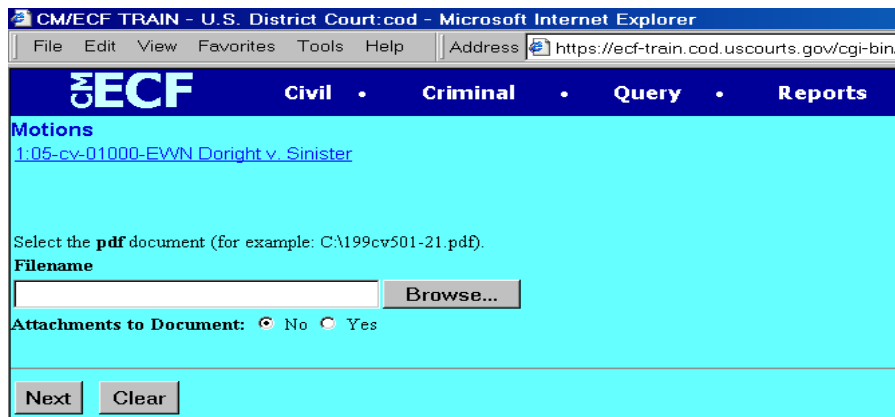 CM/ECF TRAIN - U.S. District Court:cod - Microsoft Internet Explorer
File Edit View Favorites Tools Help Address https://ecf-train.cod.uscourts.gov/cgi-bin/
CM ECF Civil • Criminal • Query • Reports
Motions
1:05-cv-01000-EWN Doright v. Sinister
Select the pdf document (for example: C:\199cv501-21.pdf).
Filename
Browse...
Attachments to Document: No Yes
Next Clear